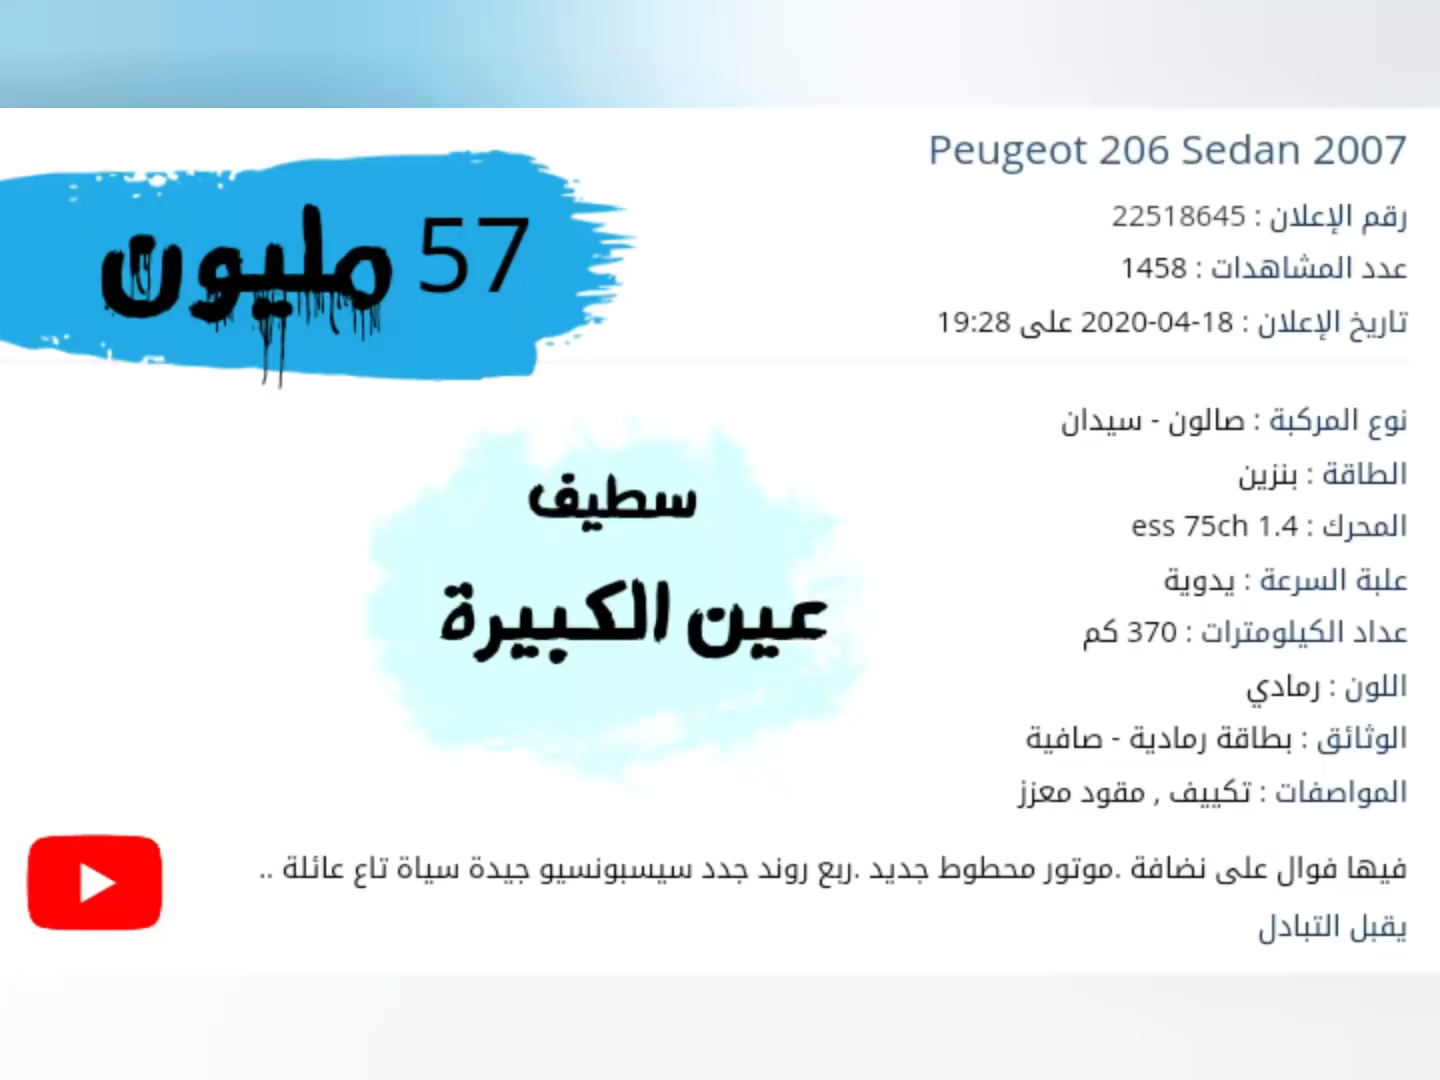 Peugeot 206 Sedan 2007
رقم الإعلان : 22518645
عدد المشاهدات : 1458
تاريخ الإعلان : 18-04-2020 على 19:28
57 مليون
نوع المركبة : صالون - سيدان
الطاقة : بنزين
المحرك : 1.4 ess 75ch
علبة السرعة : يدوية
عداد الكيلومترات : 370 كم
اللون : رمادي
الوثائق : بطاقة رمادية - صافية
المواصفات : تكييف , مقود معزز
سطيف
عين الكبيرة
فيها فوال على نضافة .موتور محطوط جديد .ربع روند جدد سيسبونسيو جيدة سياة تاع عائلة ..
يقبل التبادل